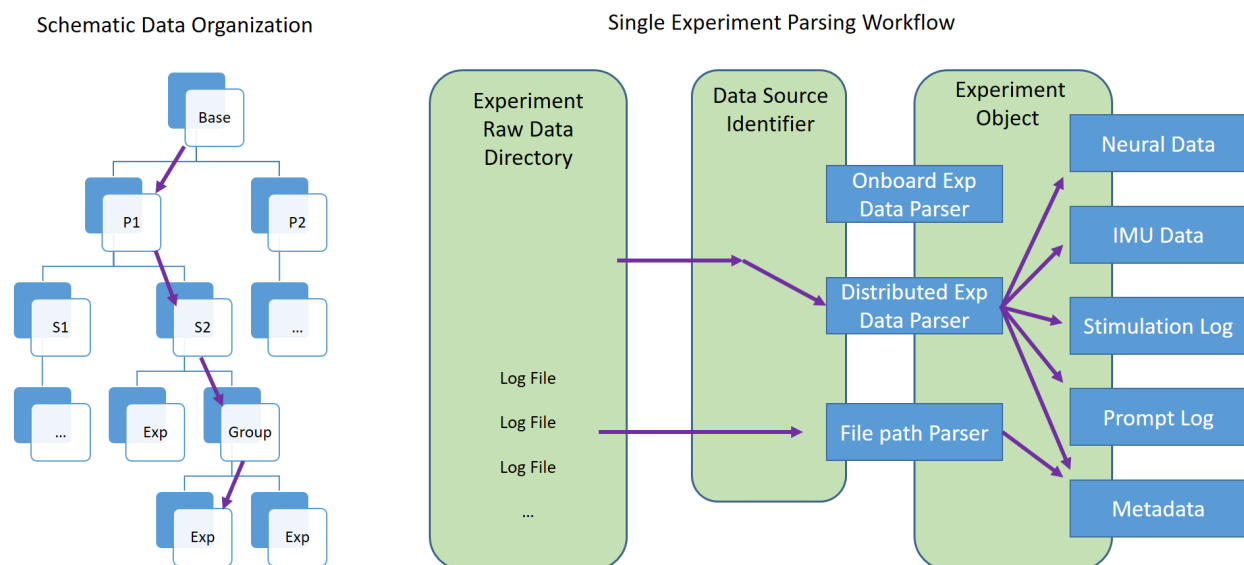 Schematic Data Organization
Base
P1
P2
S1
S2
...
...
Exp
Group
Exp
Exp
Single Experiment Parsing Workflow
Experiment
Raw Data
Directory
Log File
Log File
Log File
...
Data Source
Identifier
Onboard Exp
Data Parser
Distributed Exp
Data Parser
File path Parser
Experiment
Object
Neural Data
IMU Data
Stimulation Log
Prompt Log
Metadata